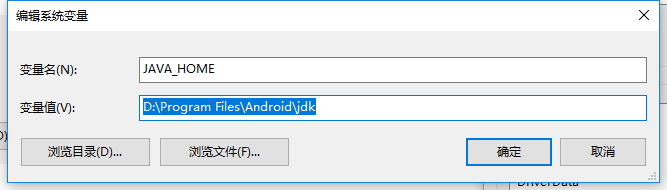 编辑系统变量
变量名(N):
JAVA_HOME
变量值(V):
D:\Program Files\Android\jdk
浏览目录(D)...
浏览文件(F)...
确定
取消
DriverData